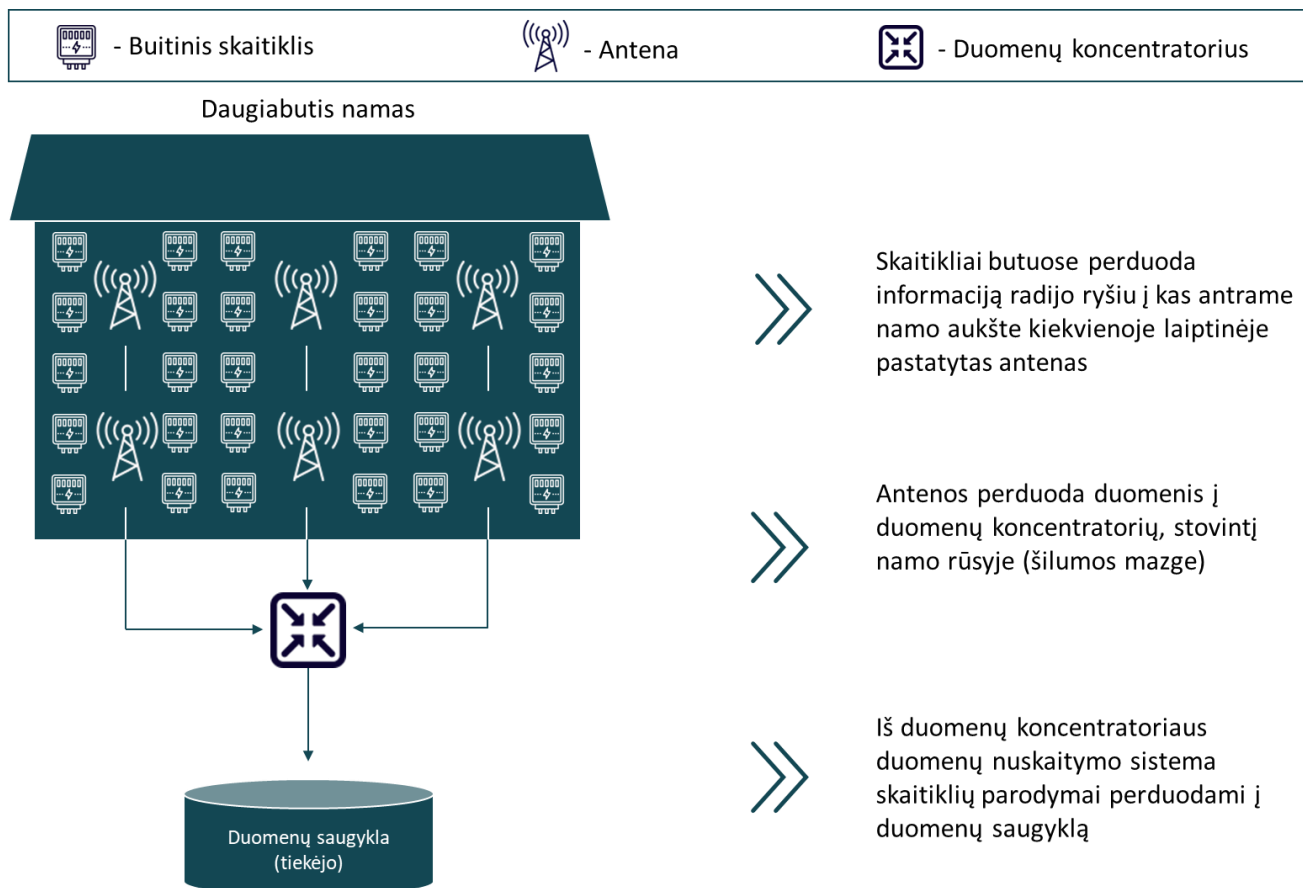 - Buitinis skaitiklis
- Antena
- Duomenų koncentratorius
Daugiabutis namas
Skaitikliai butuose perduoda
informaciją radijo ryšiu į kas antrame
namo aukšte kiekvienoje laiptinėje
pastatytas antenas
Antenos perduoda duomenis į
duomenų koncentratorių, stovintį
namo rūsyje (šilumos mazge)
Iš duomenų koncentratoriaus
duomenų nuskaitymo sistema
skaitiklių parodymai perduodami į
duomenų saugyklą
Duomenų saugykla
(tiekėjo)